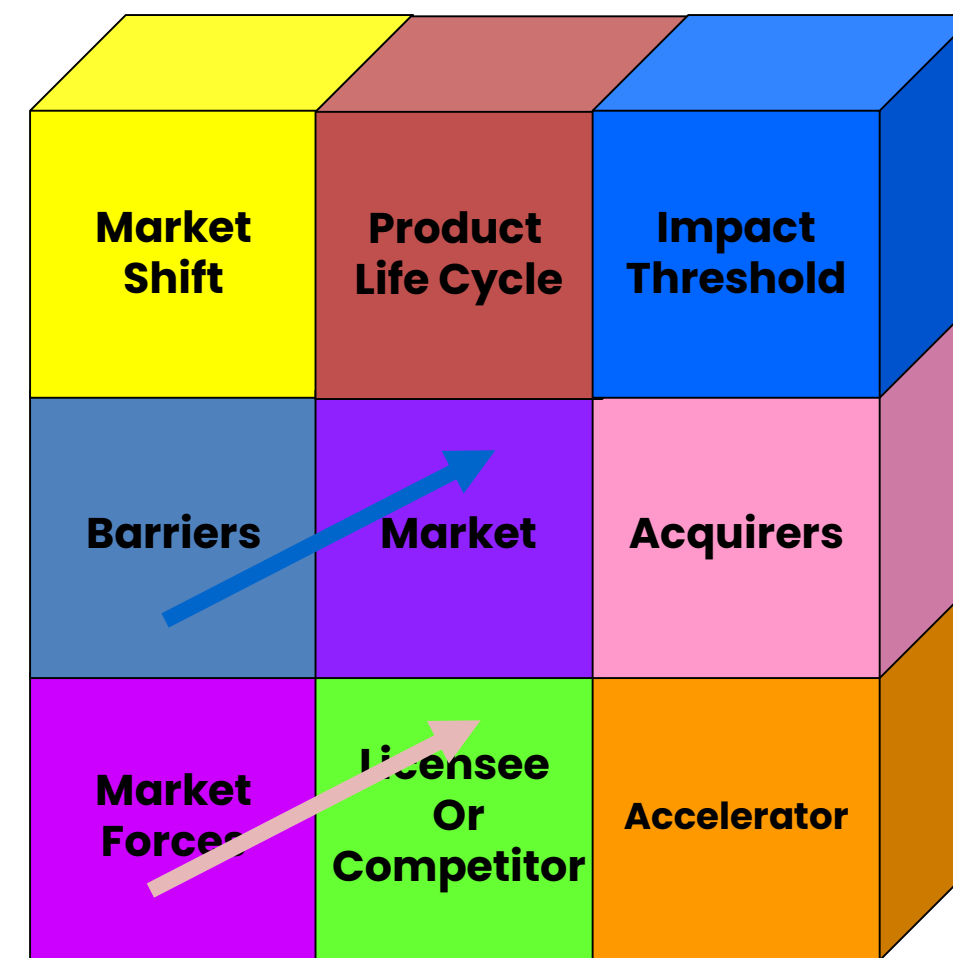 Market
Shift
Product
Life Cycle
Impact
Threshold
Barriers
Market
Acquirers
Market
Forces
Licensee
Or
Competitor
Accelerator